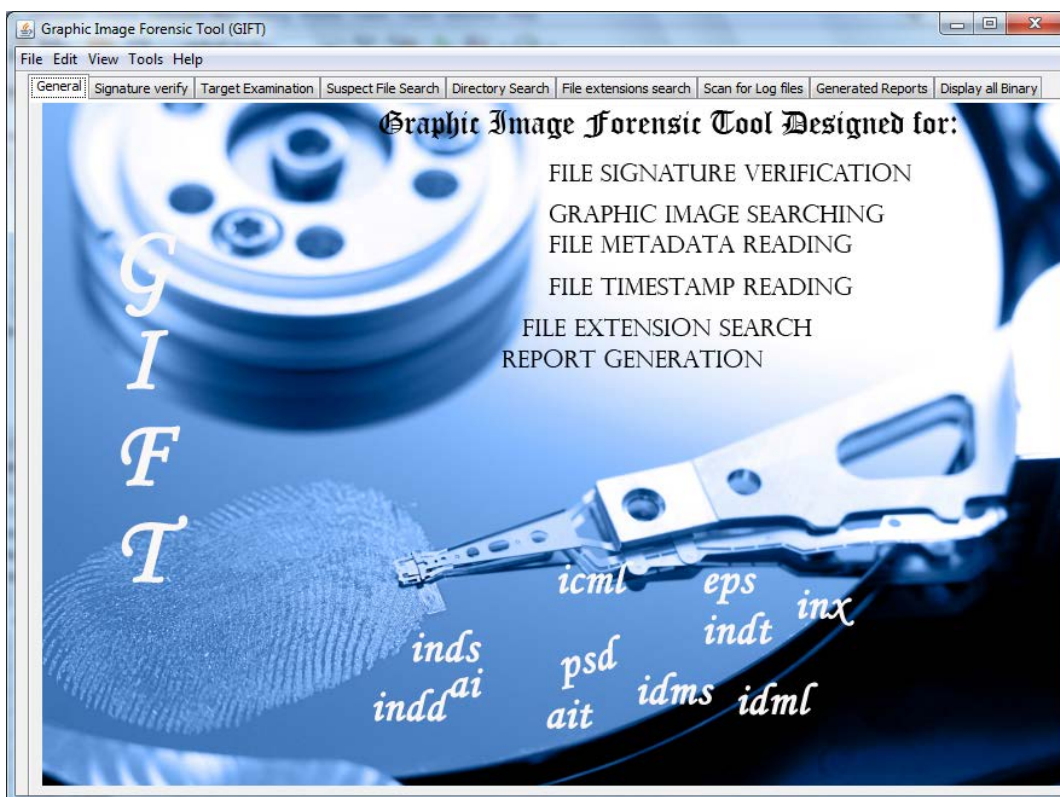 Graphic Image Forensic Tool (GIFT)
File Edit View Tools Help
General Signature verify Target Examination Suspect File Search Directory Search File extensions search Scan for Log files Generated Reports Display all Binary
Graphic Image Forensic Tool Designed for:
FILE SIGNATURE VERIFICATION
GRAPHIC IMAGE SEARCHING
FILE METADATA READING
FILE TIMESTAMP READING
FILE EXTENSION SEARCH
REPORT GENERATION
G
I
F
T
icml eps inx
inds indt
psd
indd ai idms idml
ait